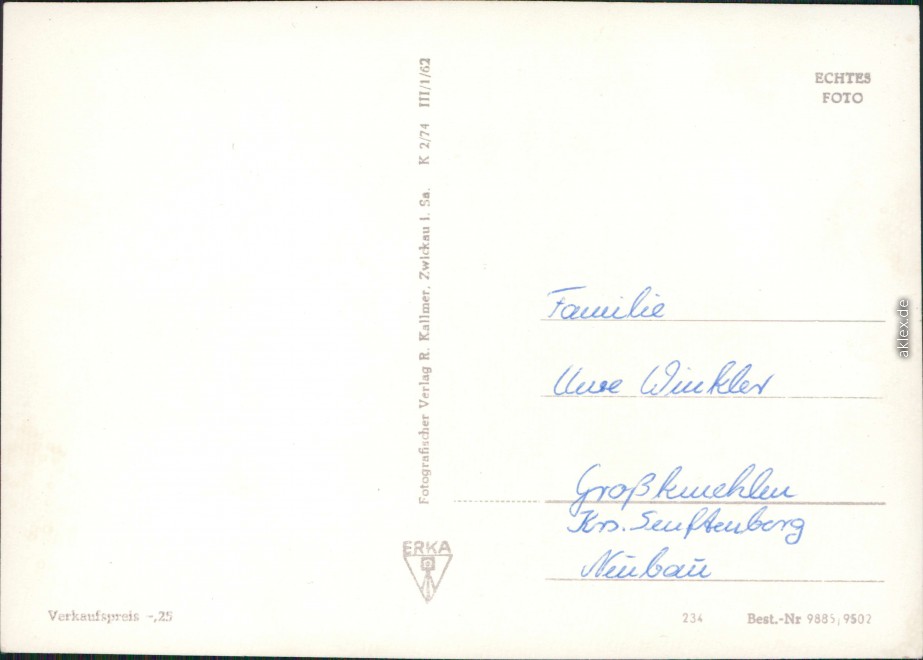 ECHTES
FOTO
Fotografischer Verlag R. Kallmer, Zwickau i. Sa. K 2/74 III/1/62
Familie
Uwe Winkler
Großkmehlen
Krs. Senftenberg
Neubau
ERKA
Verkaufspreis -,25
234 Best.-Nr 9885/9502
aklex.de